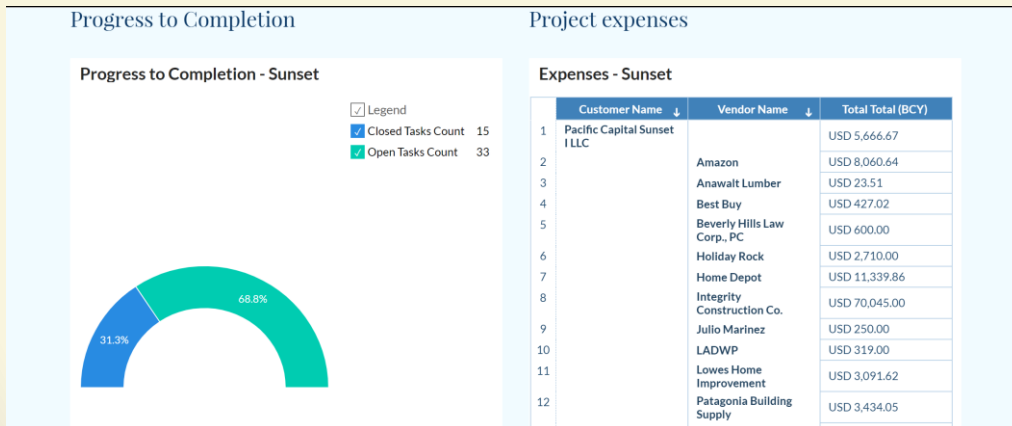 Progress to Completion
Project expenses
Progress to Completion - Sunset
Legend
Closed Tasks Count 15
Open Tasks Count 33
68.8%
31.3%
Expenses - Sunset
Customer Name ↓ Vendor Name ↓ Total Total (BCY)
1 Pacific Capital Sunset USD 5,666.67
I LLC
2 Amazon USD 8,060.64
3 Anawalt Lumber USD 23.51
4 Best Buy USD 427.02
5 Beverly Hills Law USD 600.00
Corp., PC
6 Holiday Rock USD 2,710.00
7 Home Depot USD 11,339.86
8 Integrity USD 70,045.00
Construction Co.
9 Julio Marinez USD 250.00
10 LADWP USD 319.00
11 Lowes Home USD 3,091.62
Improvement
12 Patagonia Building USD 3,434.05
Supply